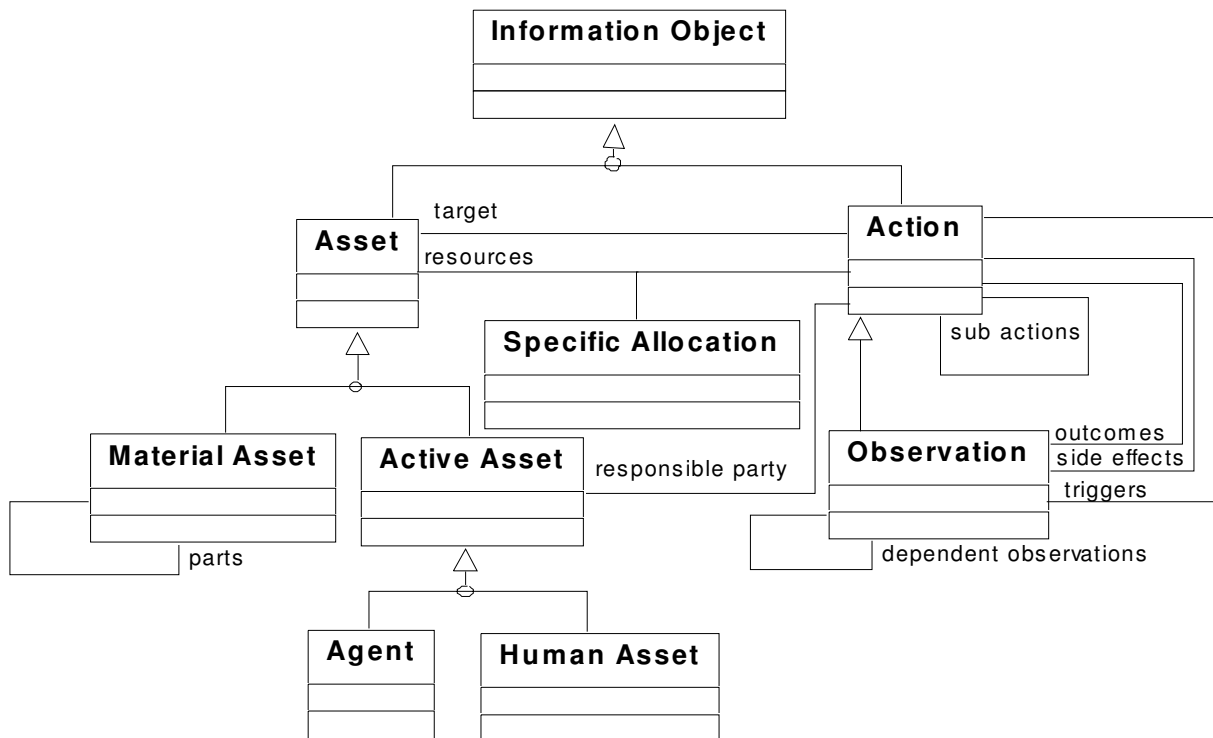 Information Object
target
Asset
Action
resources
Specific Allocation
sub actions
Material Asset
Active Asset
Observation
outcomes
side effects
responsible party
triggers
parts
dependent observations
Agent
Human Asset